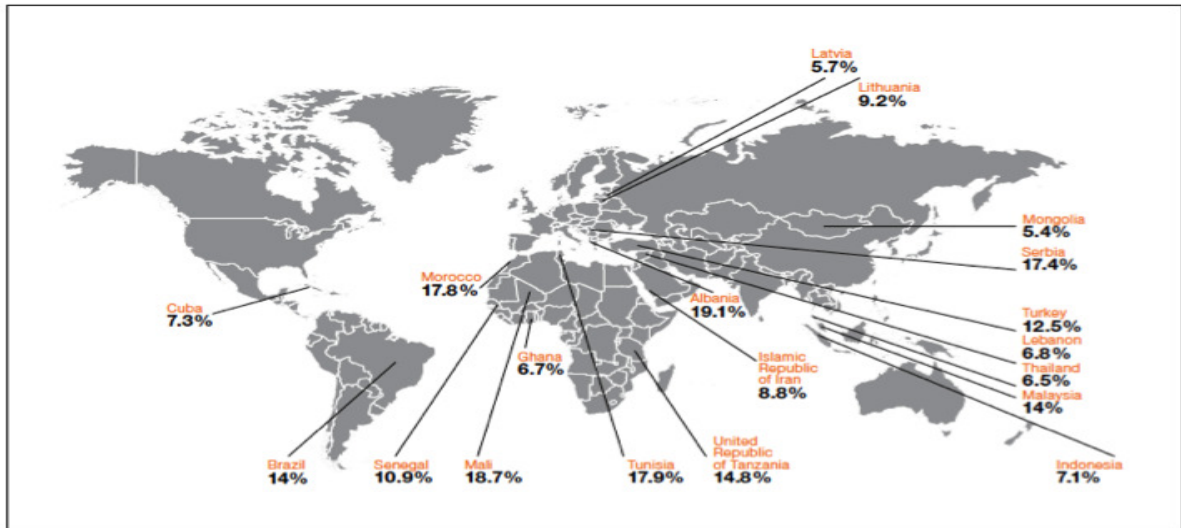 Latvia
5.7%
Lithuania
9.2%
Mongolia
5.4%
Serbia
17.4%
Morocco
17.8%
Albania
19.1%
Cuba
7.3%
Turkey
12.5%
Lebanon
6.8%
Ghana
6.7%
Islamic
Republic
of Iran
8.8%
Thailand
6.5%
Malaysia
14%
Brazil
14%
Senegal
10.9%
Mali
18.7%
Tunisia
17.9%
United
Republic
of Tanzania
14.8%
Indonesia
7.1%